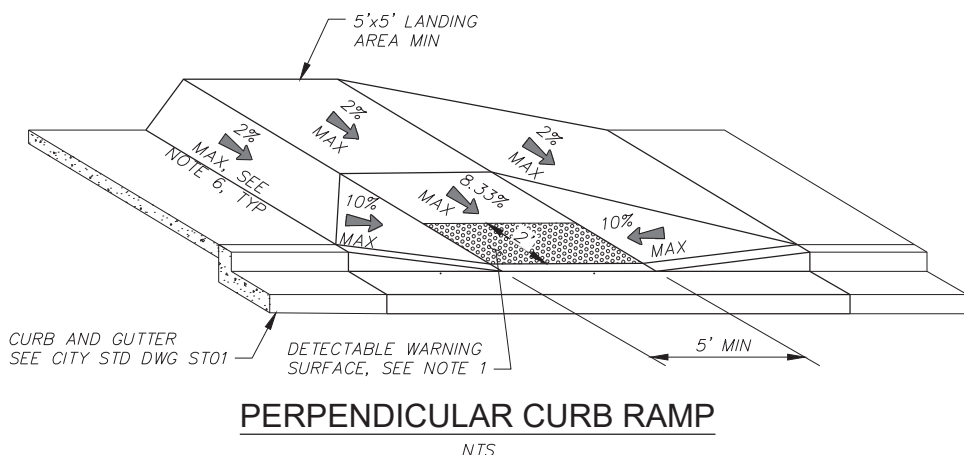 5'x5' LANDING
AREA MIN
2%
MAX
2%
MAX, SEE
NOTE 6, TYP
2%
MAX
8.33%
MAX
10%
MAX
10%
2'
CURB AND GUTTER
SEE CITY STD DWG ST01
DETECTABLE WARNING
SURFACE, SEE NOTE 1
5' MIN
PERPENDICULAR CURB RAMP
NTS